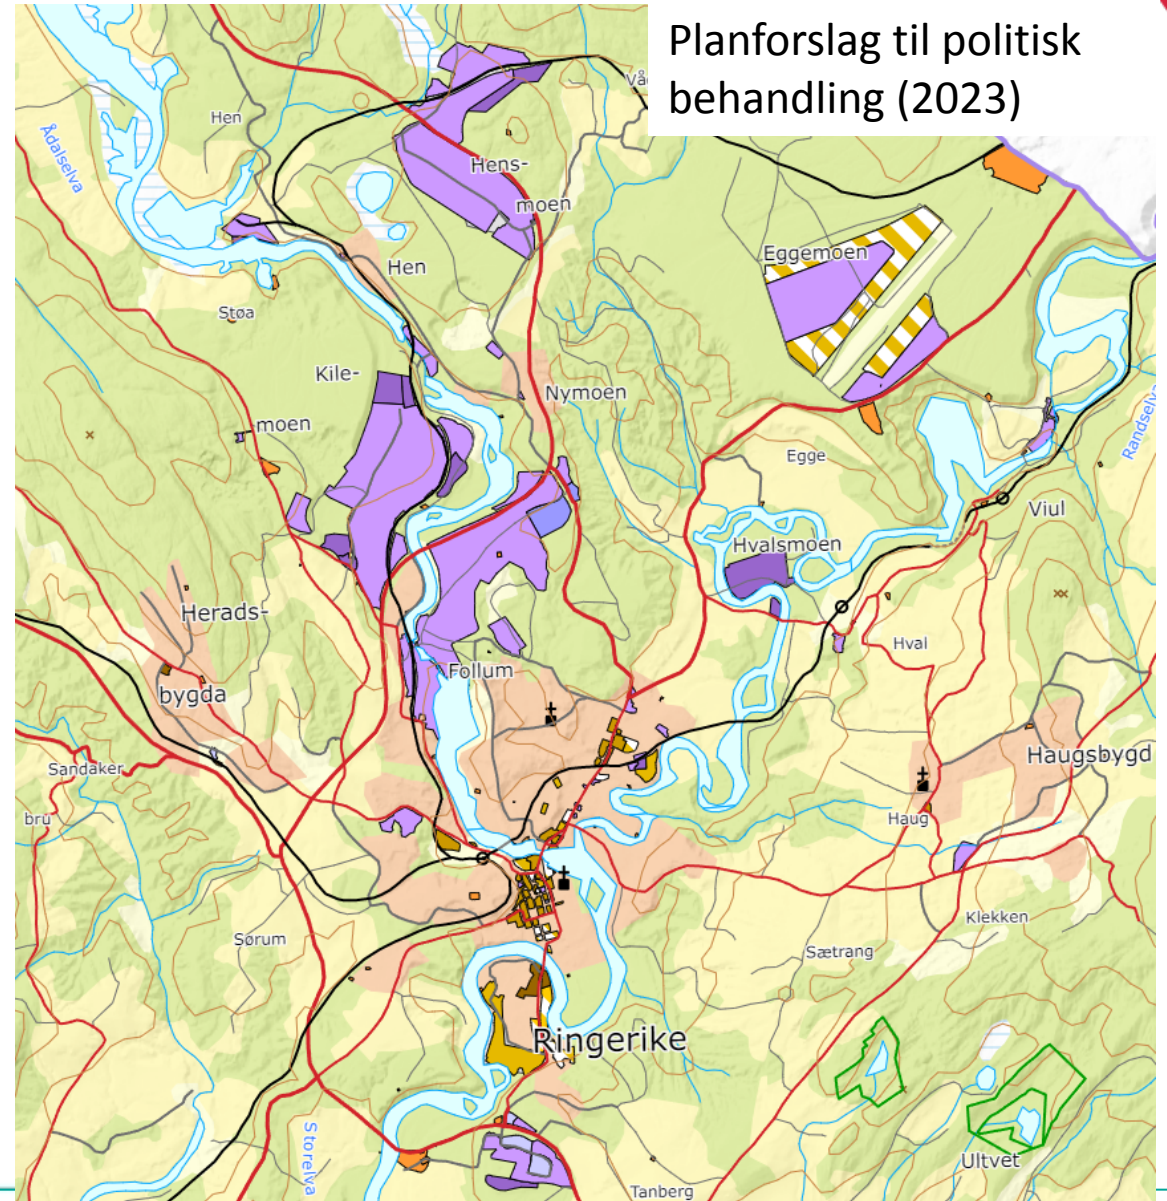 Planforslag til politisk
behandling (2023)
Hen
Ådalselva
Hens-
moen
Eggemoen
Hen
Støa
Kile-
Nymoen
moen
Randselva
Egge
Viul
Hvalsmoen
Herads-
Hval
bygda
Follum
Haugsbygd
Sandaker
bru
Haug
Klekken
Sørum
Sætrang
Ringerike
Storelva
Ultvet
Tanberg